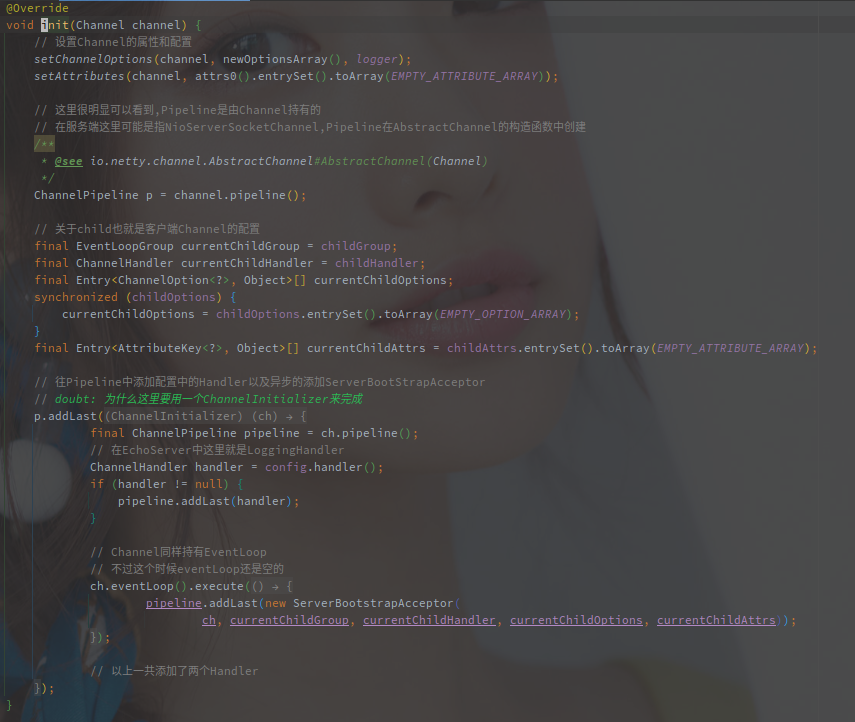 @Override
void init(Channel channel) {
// 设置Channel的属性和配置
setChannelOptions(channel, newOptionsArray(), logger);
setAttributes(channel, attrs0().entrySet().toArray(EMPTY_ATTRIBUTE_ARRAY));
// 这里很明显可以看到,Pipeline是由Channel持有的
// 在服务端这里可能是指NioServerSocketChannel,Pipeline在AbstractChannel的构造函数中创建
/**
* @see io.netty.channel.AbstractChannel#AbstractChannel(Channel)
*/
ChannelPipeline p = channel.pipeline();
// 关于child也就是客户端Channel的配置
final EventLoopGroup currentChildGroup = childGroup;
final ChannelHandler currentChildHandler = childHandler;
final Entry<ChannelOption<?>, Object>[] currentChildOptions;
synchronized (childOptions) {
currentChildOptions = childOptions.entrySet().toArray(EMPTY_OPTION_ARRAY);
}
final Entry<AttributeKey<?>, Object>[] currentChildAttrs = childAttrs.entrySet().toArray(EMPTY_ATTRIBUTE_ARRAY);
// 往Pipeline中添加配置中的Handler以及异步的添加ServerBootStrapAcceptor
// doubt: 为什么这里要用一个ChannelInitializer来完成
p.addLast((ChannelInitializer) (ch) → {
final ChannelPipeline pipeline = ch.pipeline();
// 在EchoServer中这里就是LoggingHandler
ChannelHandler handler = config.handler();
if (handler != null) {
pipeline.addLast(handler);
}
// Channel同样持有EventLoop
// 不过这个时候eventLoop还是空的
ch.eventLoop().execute(() → {
pipeline.addLast(new ServerBootstrapAcceptor(
ch, currentChildGroup, currentChildHandler, currentChildOptions, currentChildAttrs));
});
// 以上一共添加了两个Handler
});
}